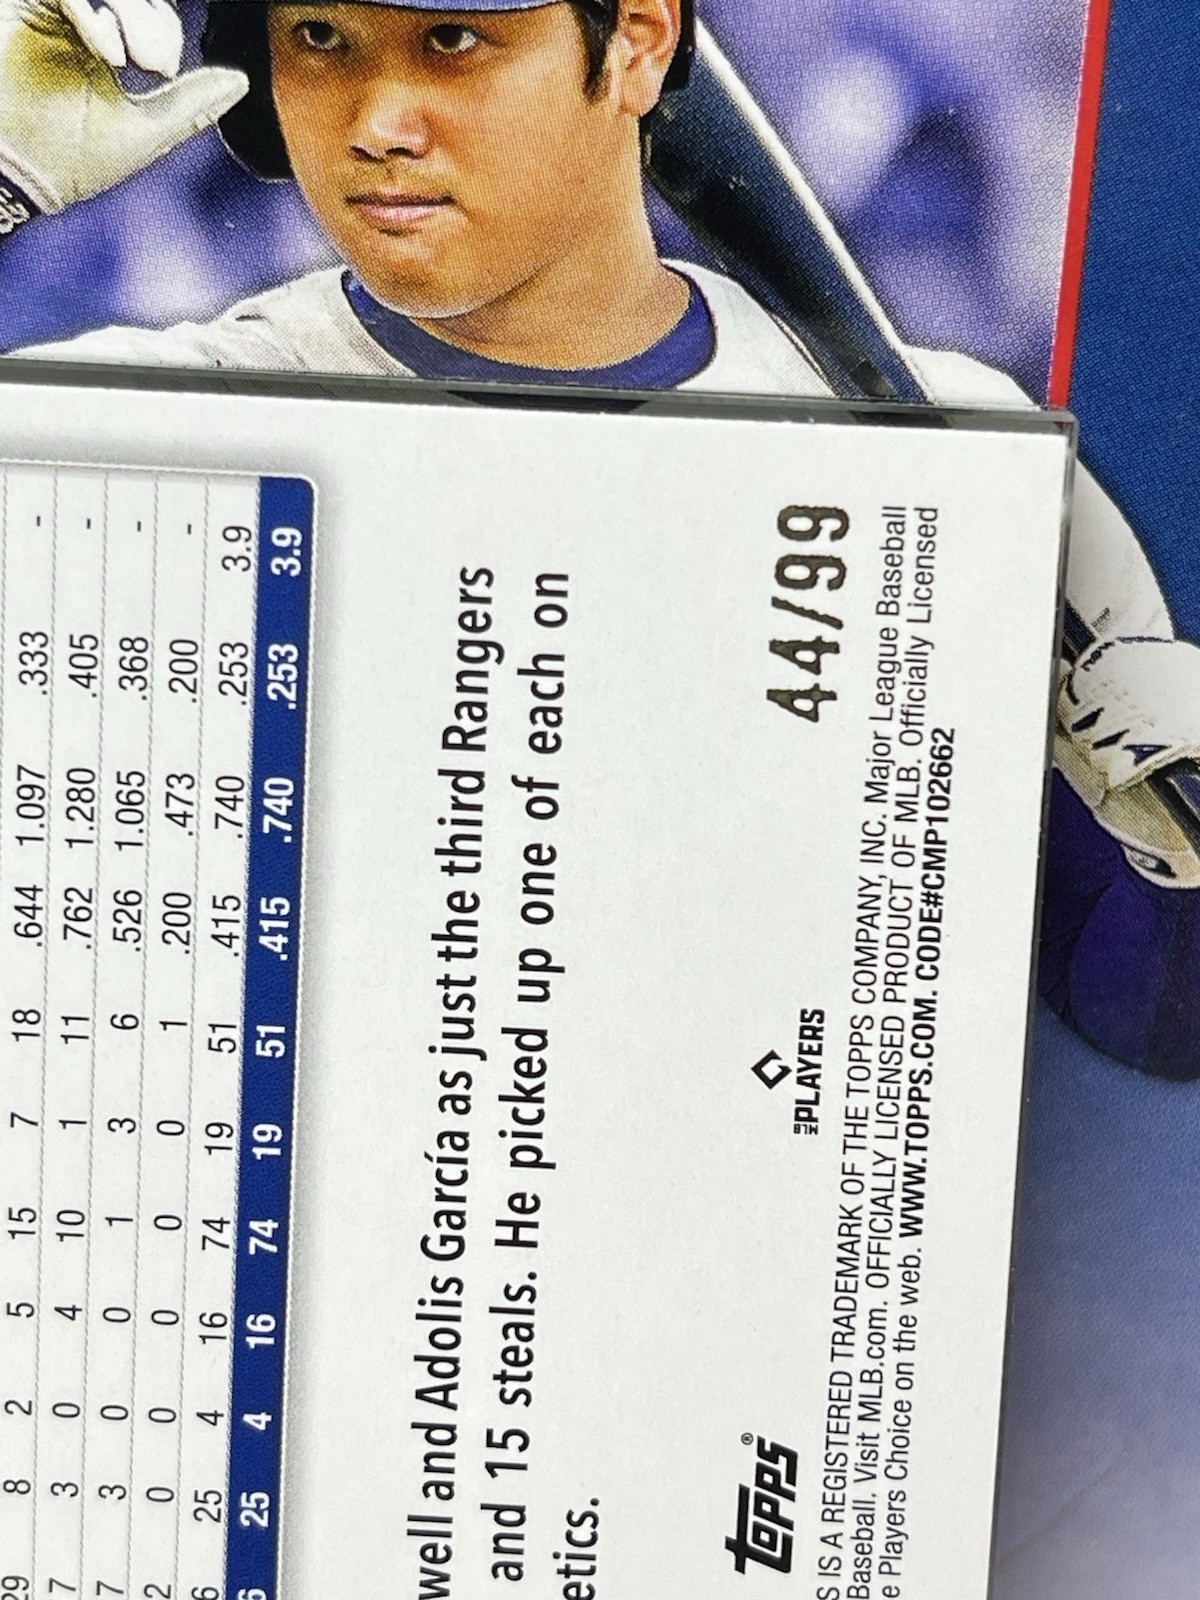 29 8 2 5 15 7 18 .644 1.097 .333 -
7 3 0 4 10 1 11 .762 1.280 .405 -
7 3 0 0 1 3 6 .526 1.065 .368 -
2 0 0 0 0 0 1 .200 .473 .200 -
6 25 4 16 74 19 51 .415 .740 .253 3.9
6 25 4 16 74 19 51 .415 .740 .253 3.9
well and Adolis García as just the third Rangers
and 15 steals. He picked up one of each on
etics.
TOPPS®
PLAYERS
44/99
S IS A REGISTERED TRADEMARK OF THE TOPPS COMPANY, INC. Major League Baseball
Baseball. Visit MLB.com. OFFICIALLY LICENSED PRODUCT OF MLB. Officially Licensed
e Players Choice on the web. WWW.TOPPS.COM. CODE#CMP102662